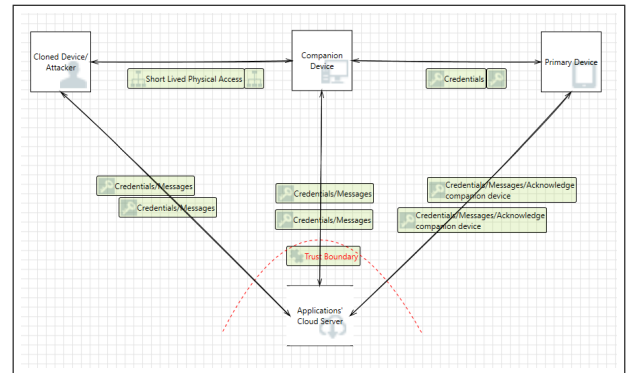 Cloned Device/
Attacker
Companion
Device
Primary Device
Short Lived Physical Access
Credentials
Credentials/Messages
Credentials/Messages
Credentials/Messages
Credentials/Messages
Credentials/Messages/Acknowledge
companion device
Credentials/Messages/Acknowledge
companion device
Trust Boundary
Applications'
Cloud Server